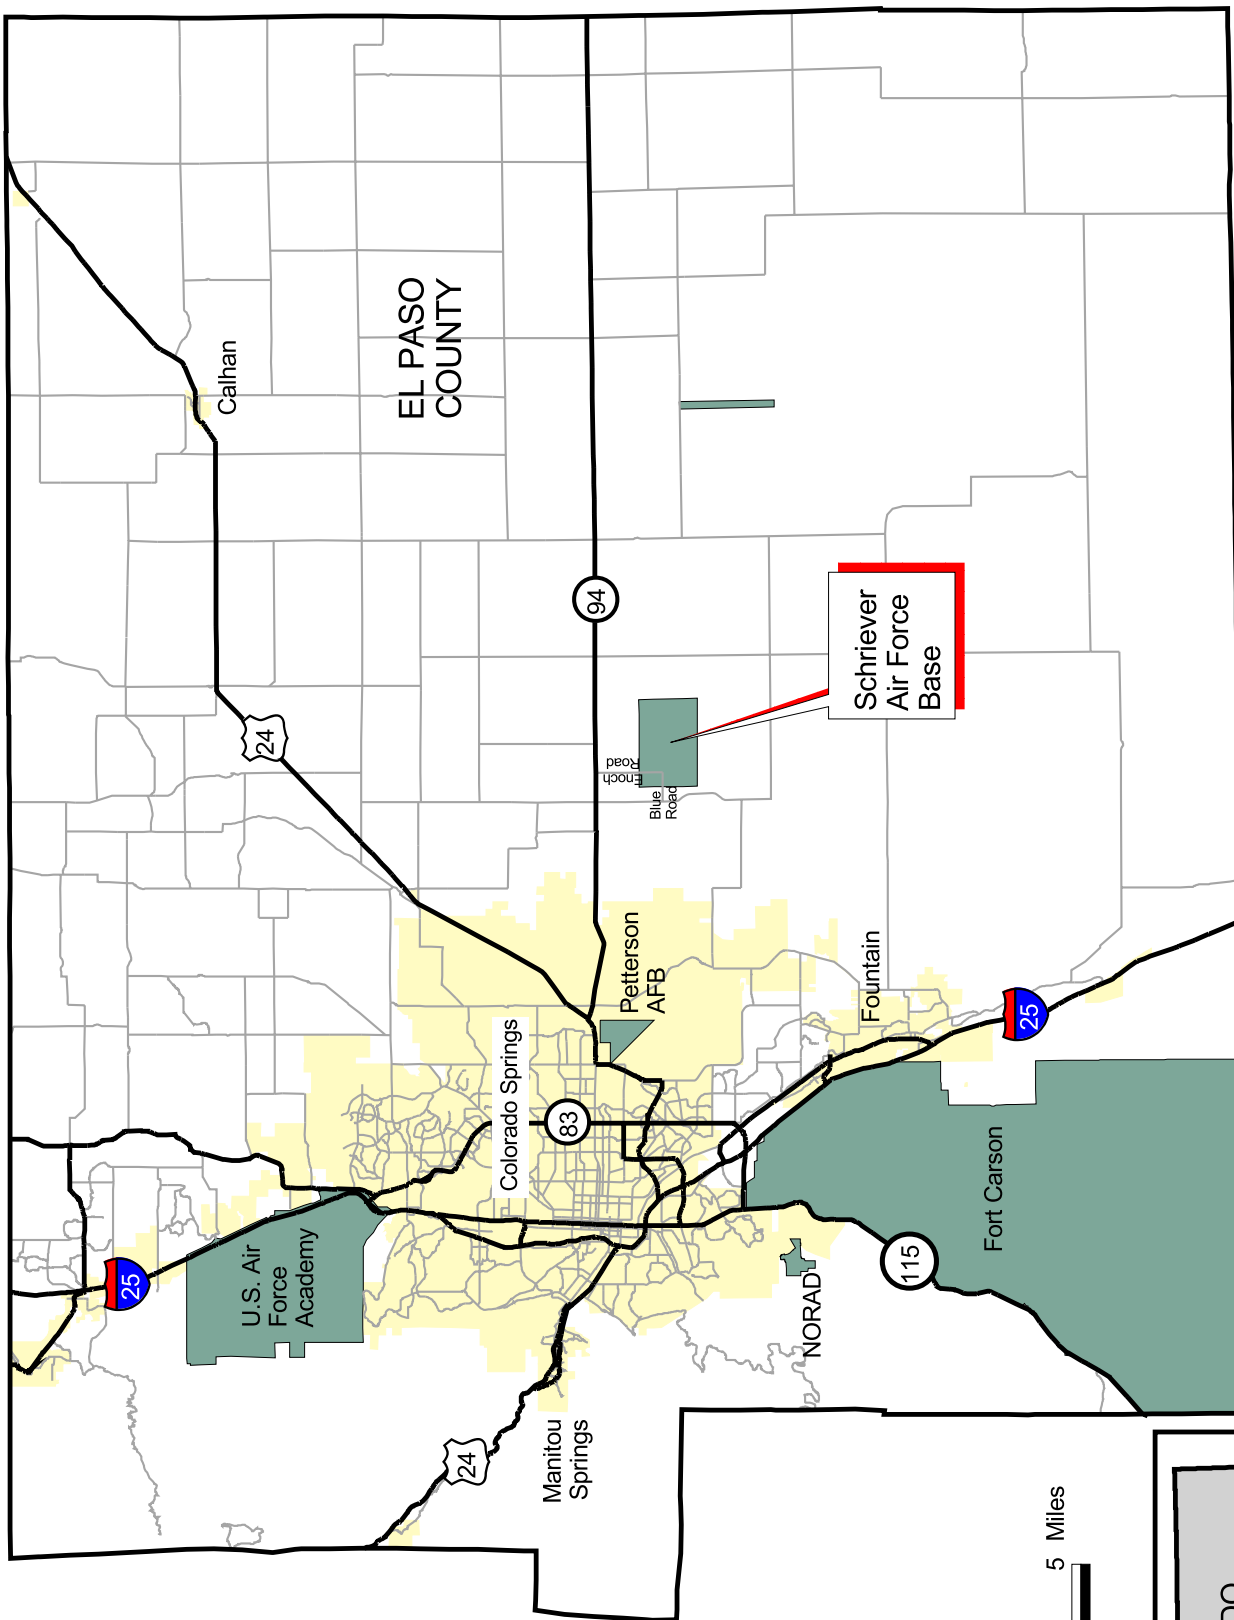 Calhan
EL PASO
COUNTY
24
94
Schriever
Air Force
Base
Enoch
Road
Blue
Road
Petterson
AFB
Fountain
25
Colorado Springs
83
25
U.S. Air
Force
Academy
Fort Carson
115
NORAD
24
Manitou
Springs
5 Miles